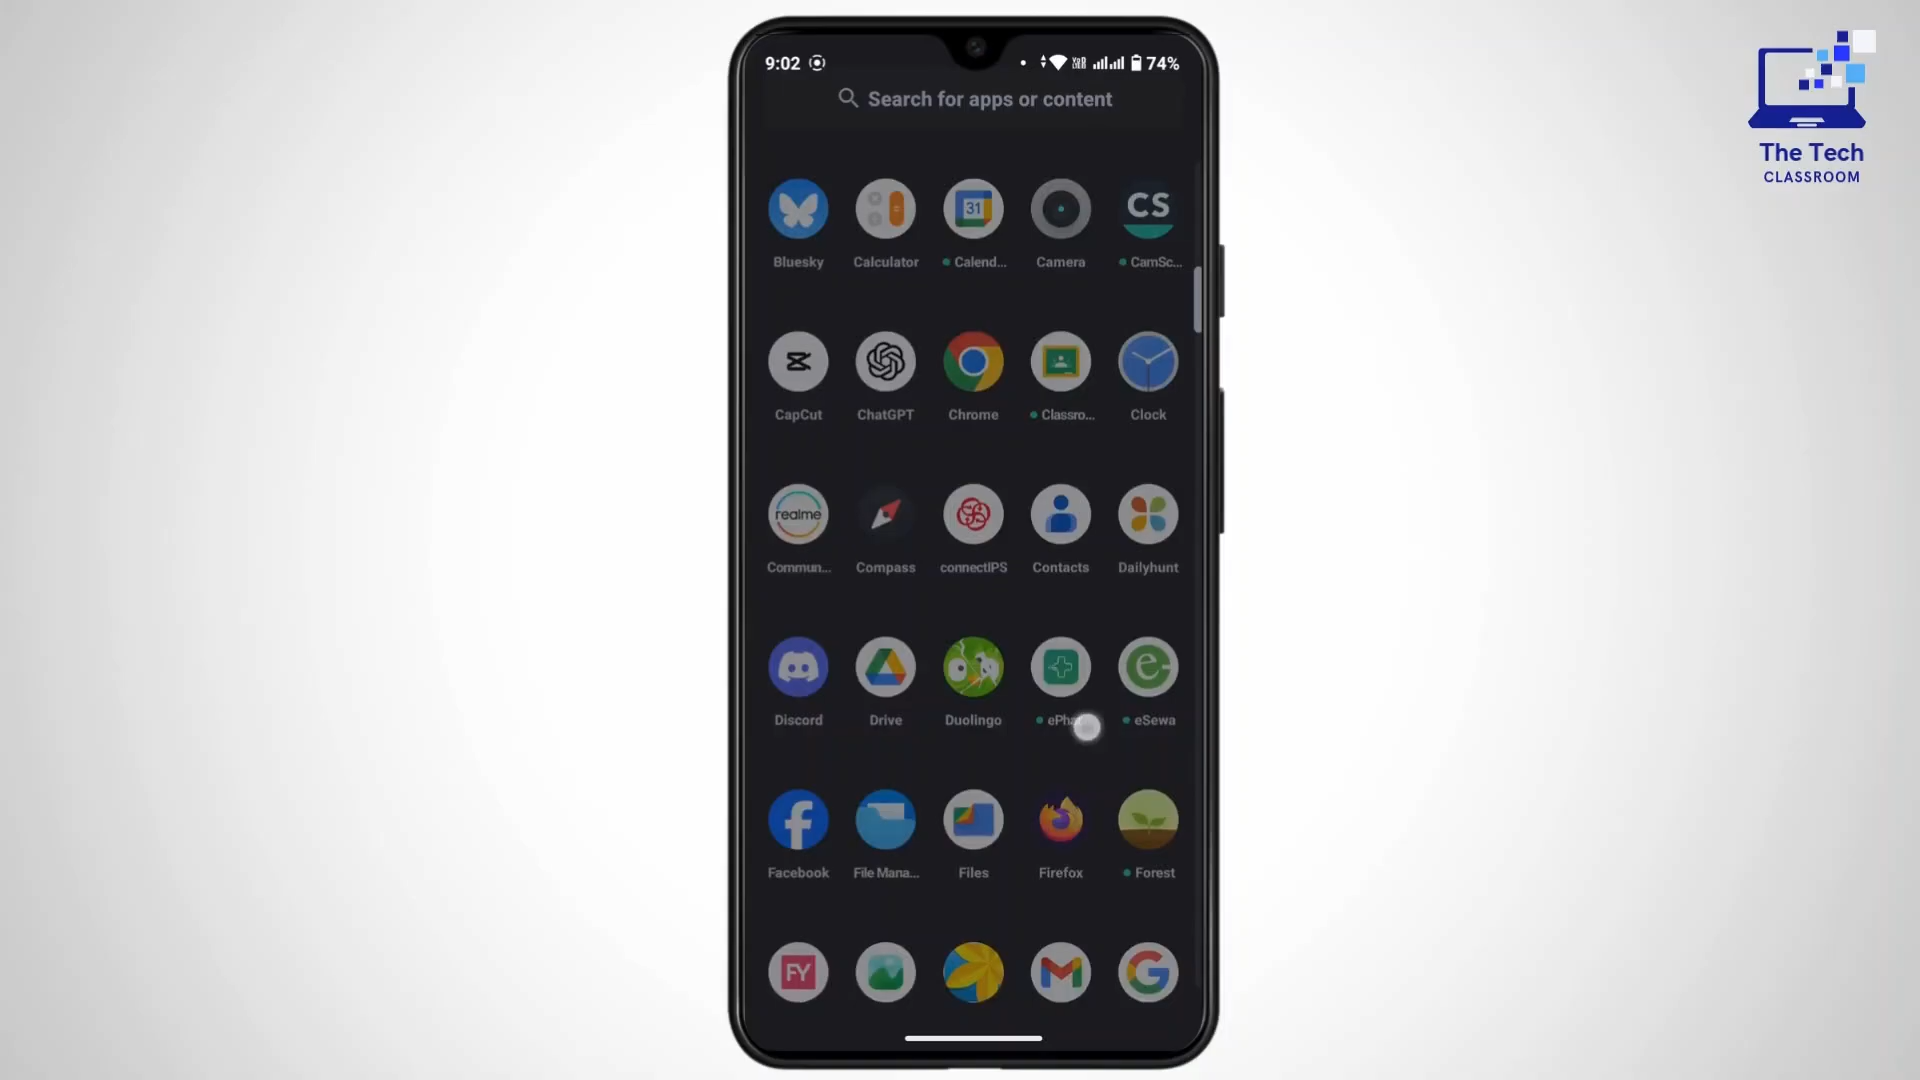 9:02 74%
Search for apps or content
The Tech
CLASSROOM
31
CS
Bluesky Calculator Calend... Camera CamSc...
CapCut ChatGPT Chrome Classro... Clock
realme
Commun... Compass connectIPS Contacts Dailyhunt
e
Discord Drive Duolingo ePha eSewa
f
Facebook File Mana... Files Firefox Forest
FY G